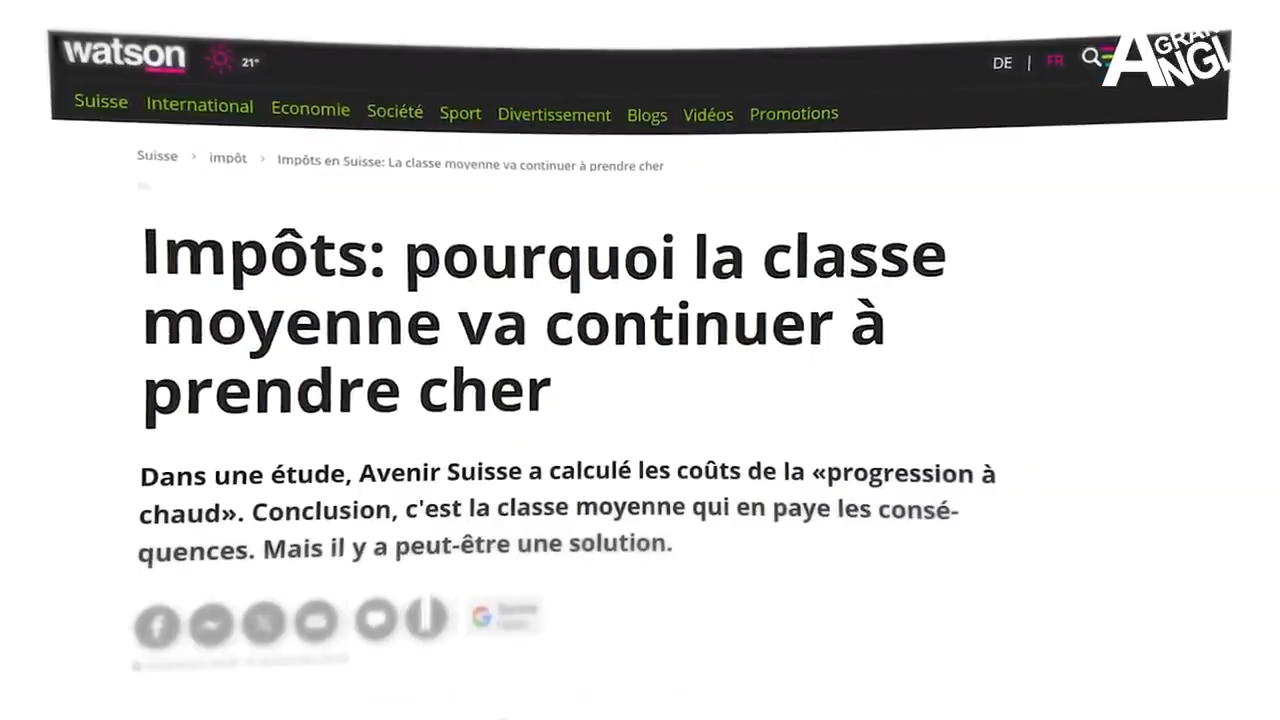 watson 21°
DE | FR
A GRAND ANGL
Suisse International Economie Société Sport Divertissement Blogs Vidéos Promotions
Suisse > impôt > Impôts en Suisse: La classe moyenne va continuer à prendre cher
Impôts: pourquoi la classe
moyenne va continuer à
prendre cher
Dans une étude, Avenir Suisse a calculé les coûts de la «progression à
chaud». Conclusion, c'est la classe moyenne qui en paye les consé-
quences. Mais il y a peut-être une solution.